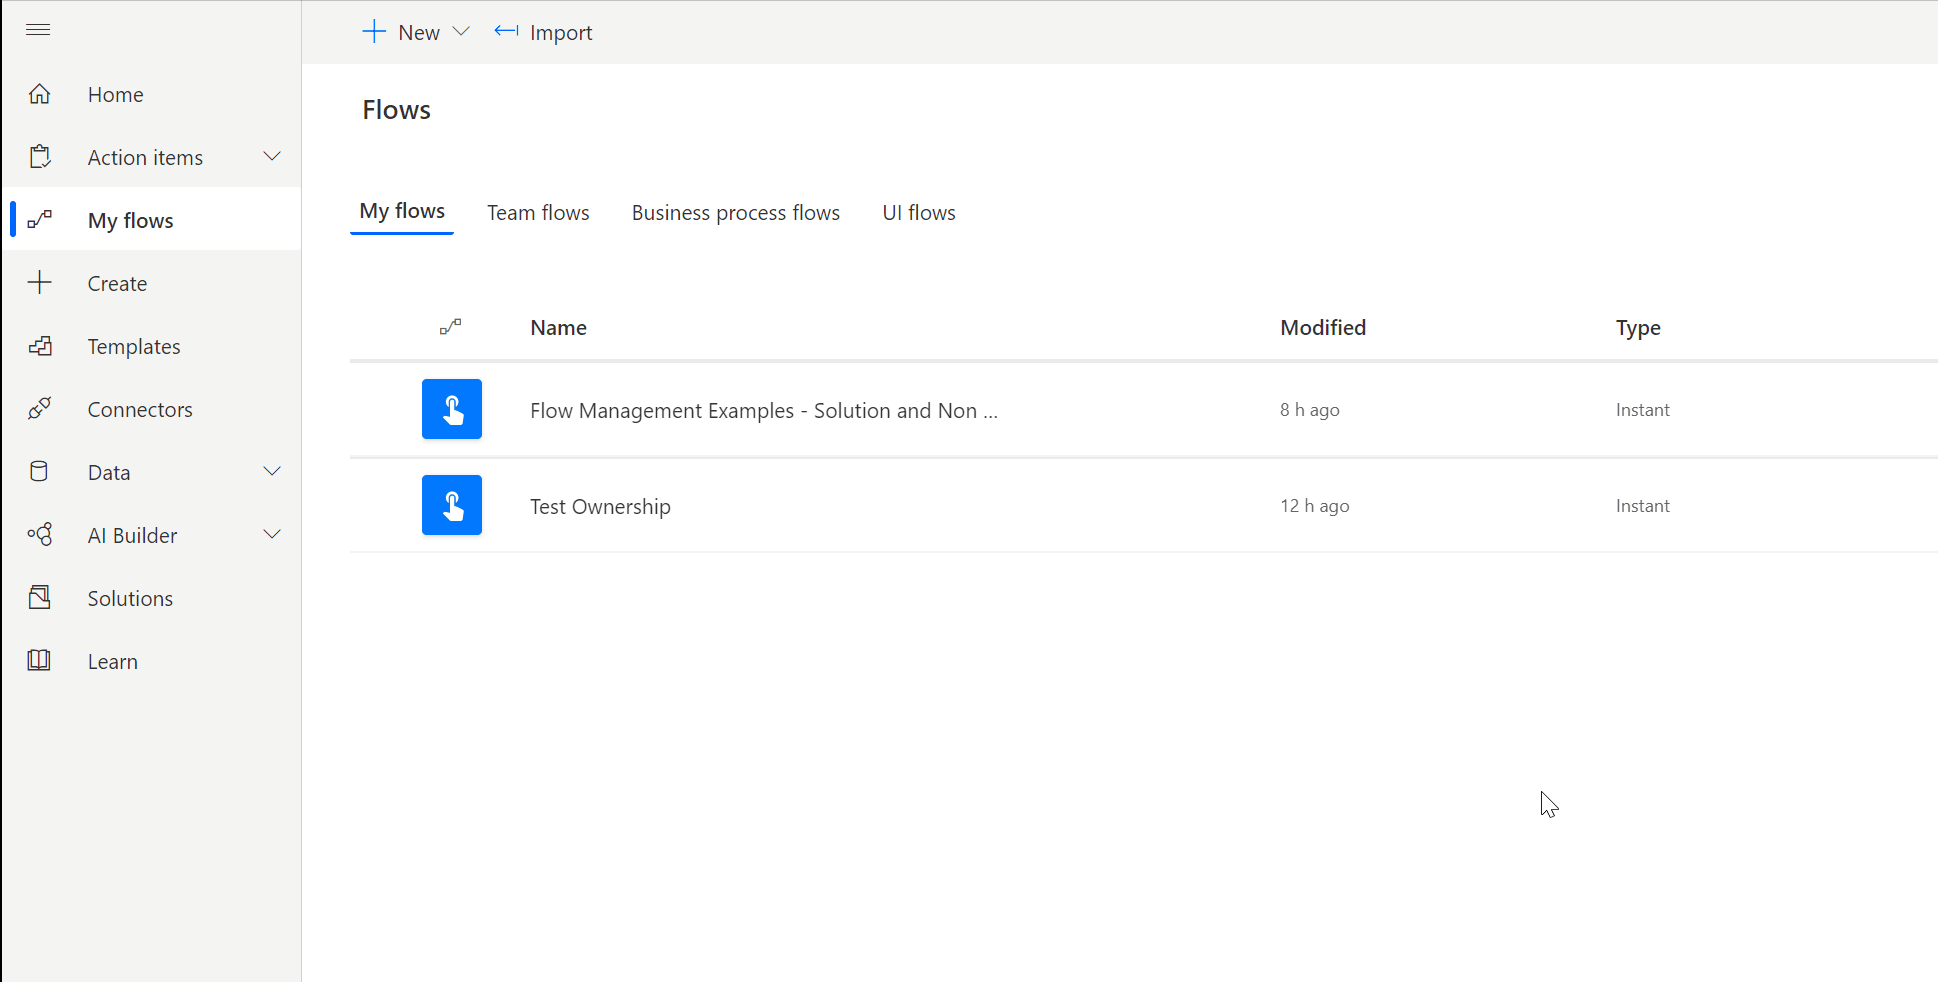 New
Import
Home
Action items
My flows
Create
Templates
Connectors
Data
AI Builder
Solutions
Learn
Flows
My flows Team flows Business process flows UI flows
Name Modified Type
Flow Management Examples - Solution and Non ... 8 h ago Instant
Test Ownership 12 h ago Instant